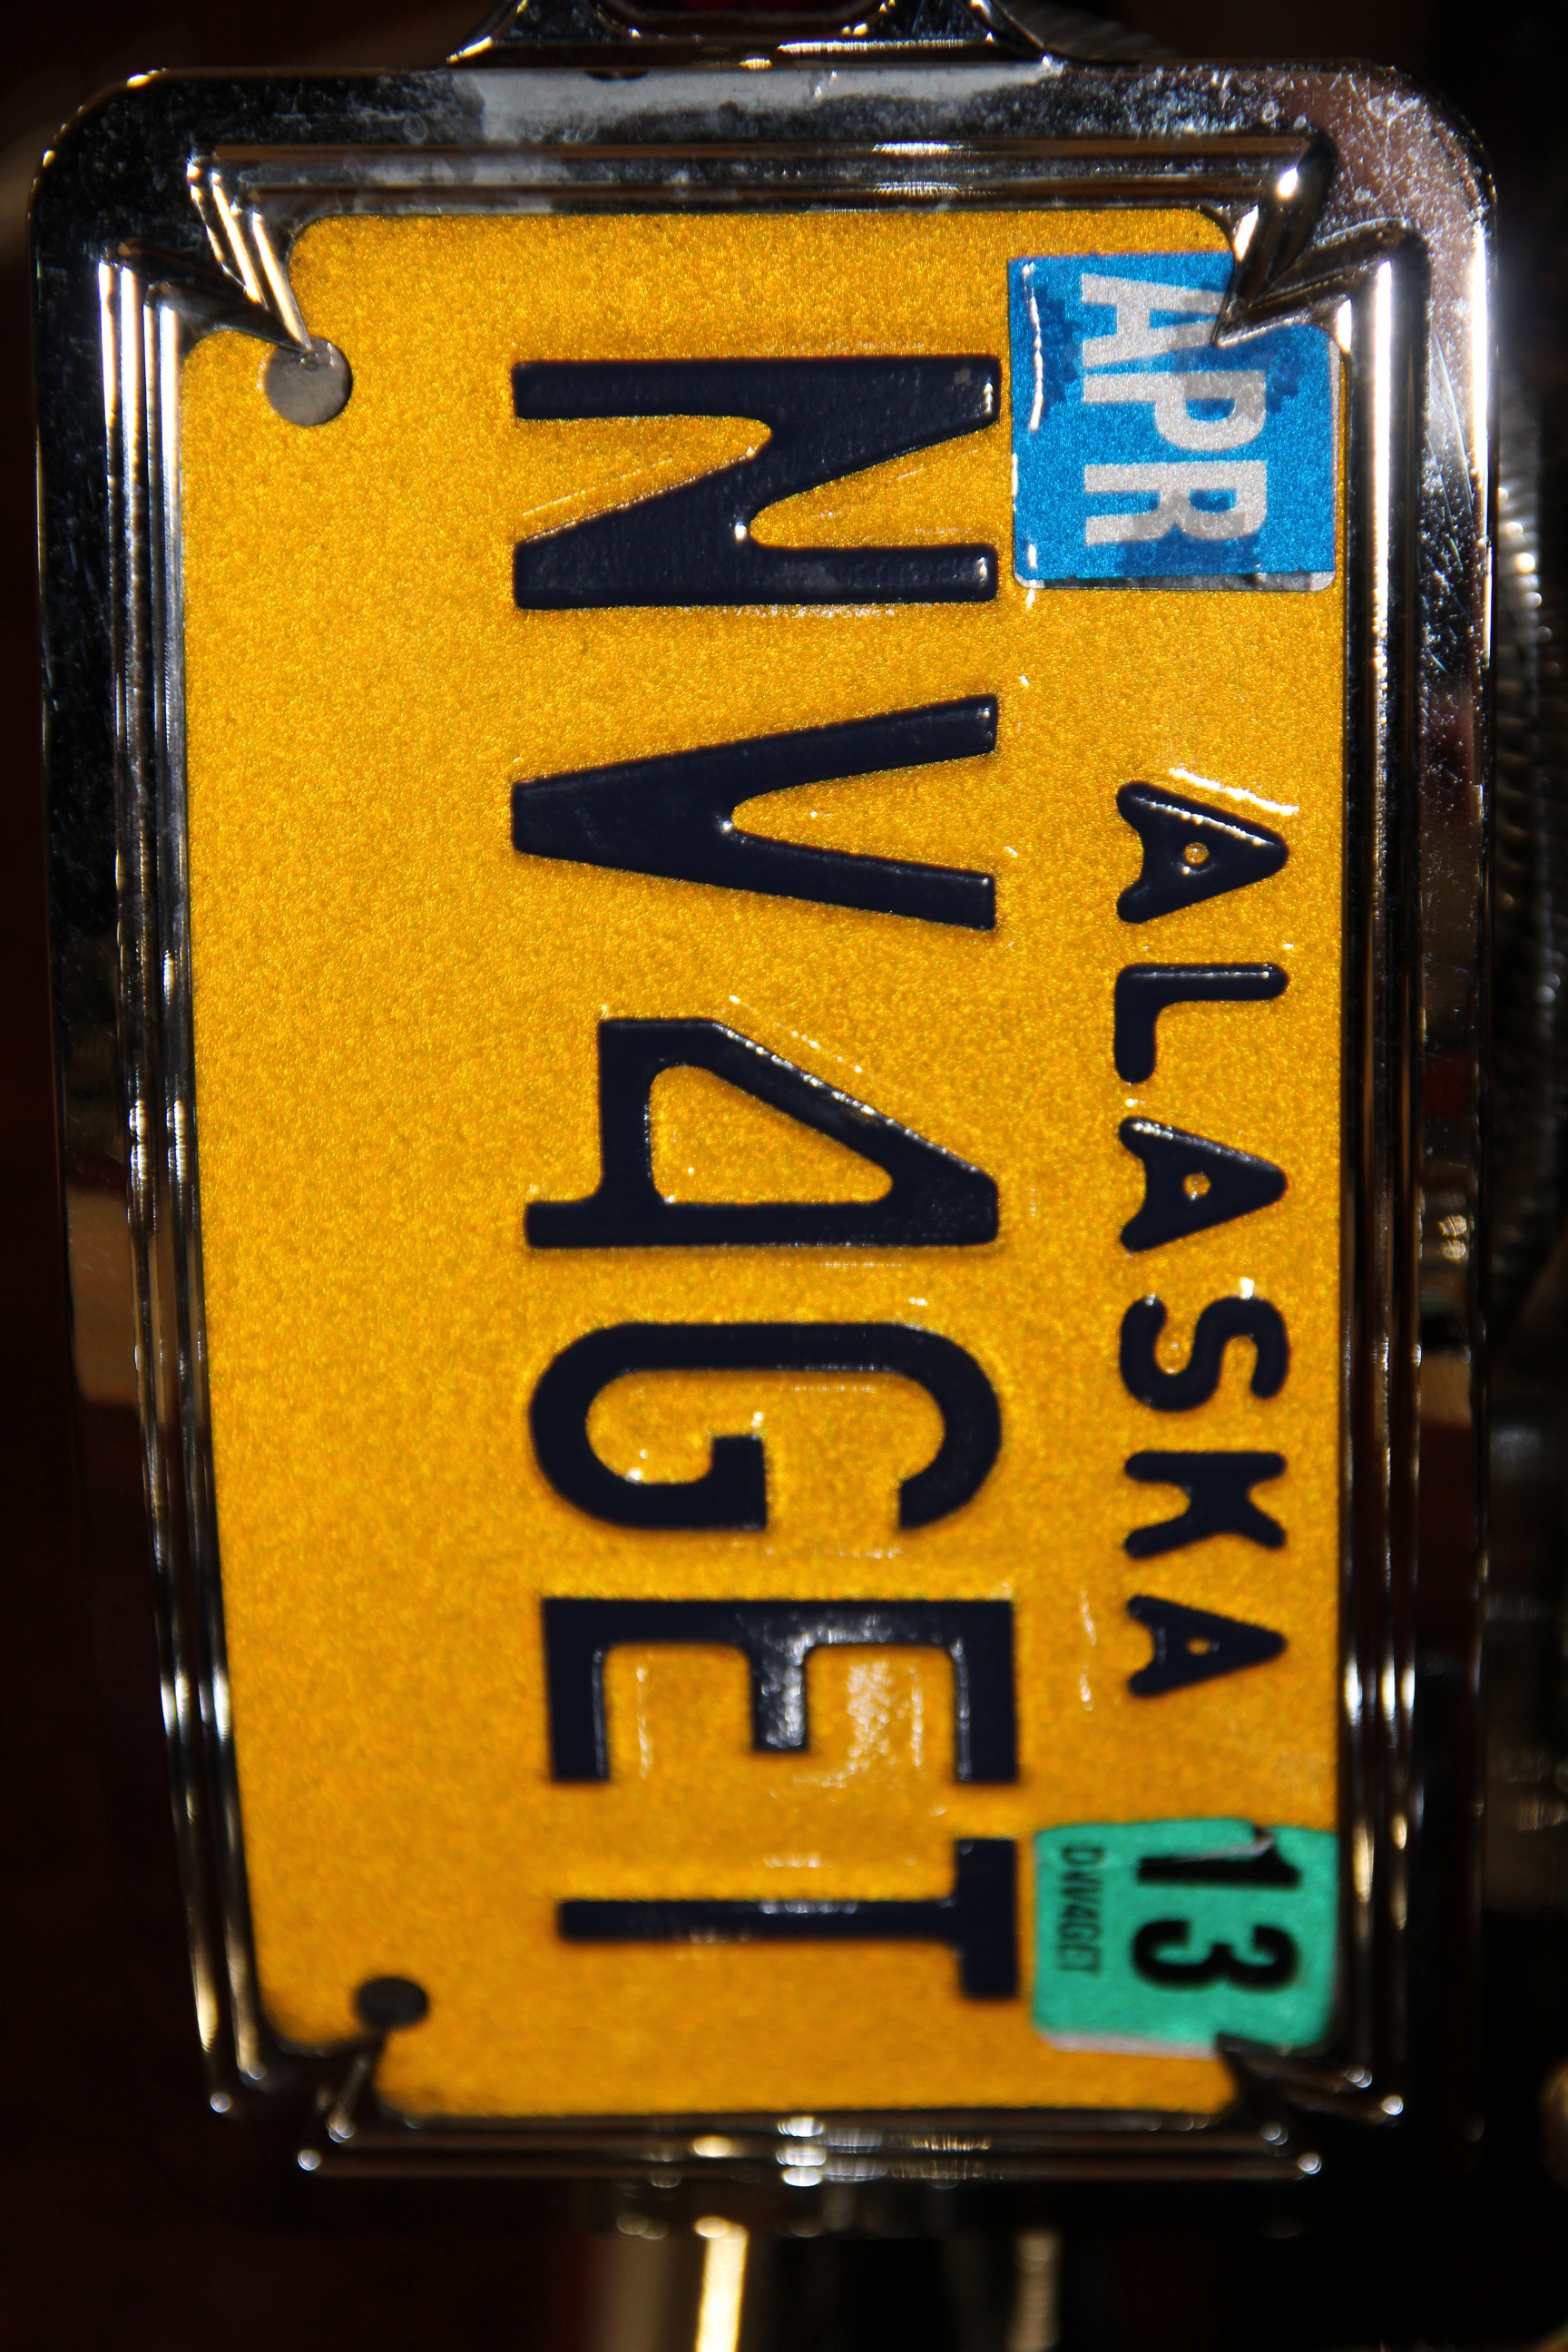 APR
ALASKA
13
DNV4GET
NV4GET